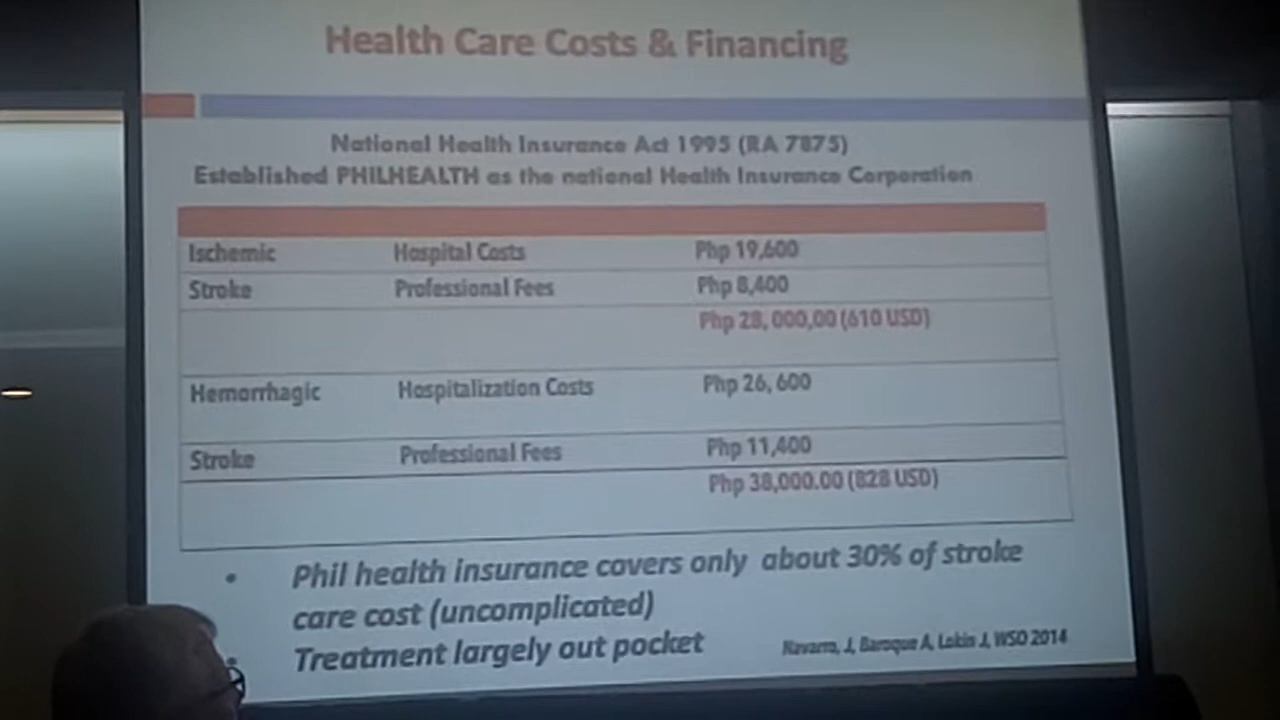 Health Care Costs & Financing
National Health Insurance Act 1995 (RA 7875)
Established PHILHEALTH as the national Health Insurance Corporation
Ischemic Hospital Costs Php 19,600
Stroke Professional Fees Php 8,400
Php 28, 000,00 (610 USD)
Hemorrhagic Hospitalization Costs Php 26, 600
Stroke Professional Fees Php 11,400
Php 38,000.00 (828 USD)
• Phil health insurance covers only about 30% of stroke
care cost (uncomplicated)
• Treatment largely out pocket
Navarro, J, Baroque A, Lokin J, WSO 2014